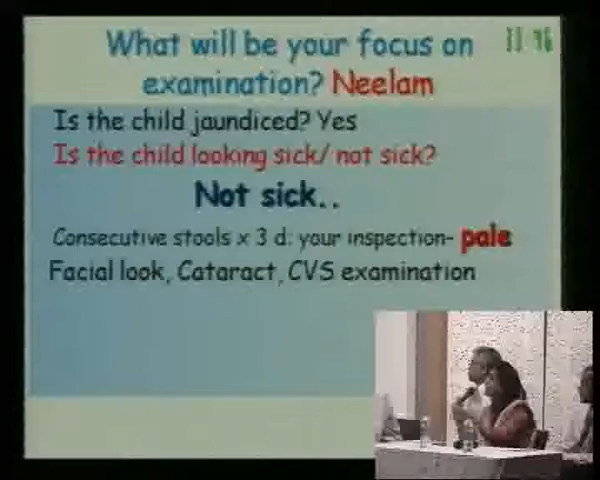 What will be your focus on
examination? Neelam
Is the child jaundiced? Yes
Is the child looking sick/ not sick?
Not sick..
Consecutive stools x 3 d: your inspection- pale
Facial look, Cataract, CVS examination